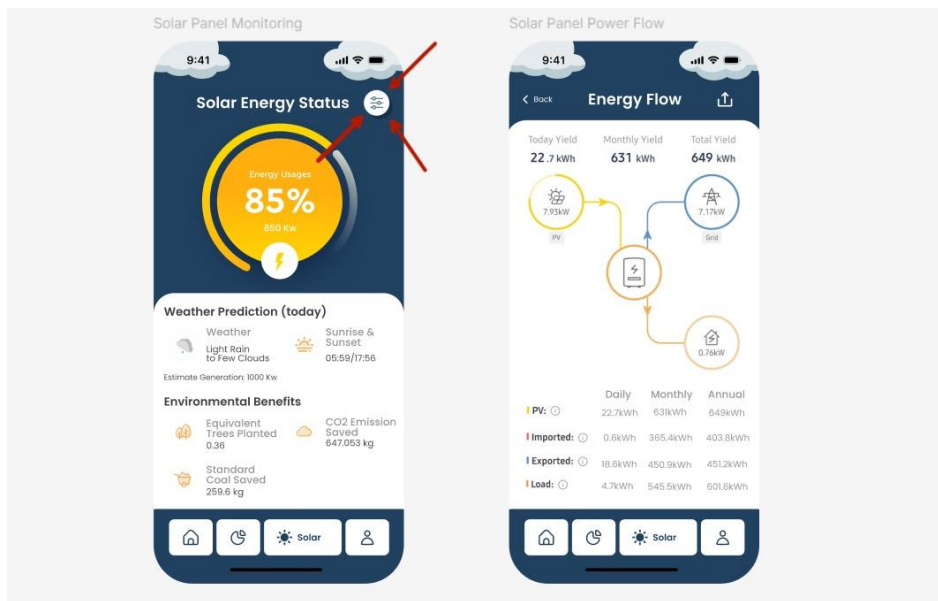 Solar Panel Monitoring
9:41
Solar Energy Status
Energy Usages
85%
850 Kw
Weather Prediction (today)
Weather
Light Rain
to Few Clouds
Sunrise &
Sunset
05:59/17:56
Estimate Generation: 1000 Kw
Environmental Benefits
Equivalent
Trees Planted
0.36
CO2 Emission
Saved
647.053 kg
Standard
Coal Saved
259.6 kg
Solar
Solar Panel Power Flow
9:41
Back
Energy Flow
Today Yield Monthly Yield Total Yield
22.7 kWh 631 kWh 649 kWh
7.93kW
PV
7.17kW
Grid
0.76kW
Daily Monthly Annual
PV: 22.7kWh 631kWh 649kWh
Imported: 0.6kWh 365.4kWh 403.8kWh
Exported: 18.6kWh 450.9kWh 451.2kWh
Load: 4.7kWh 545.5kWh 601.6kWh
Solar